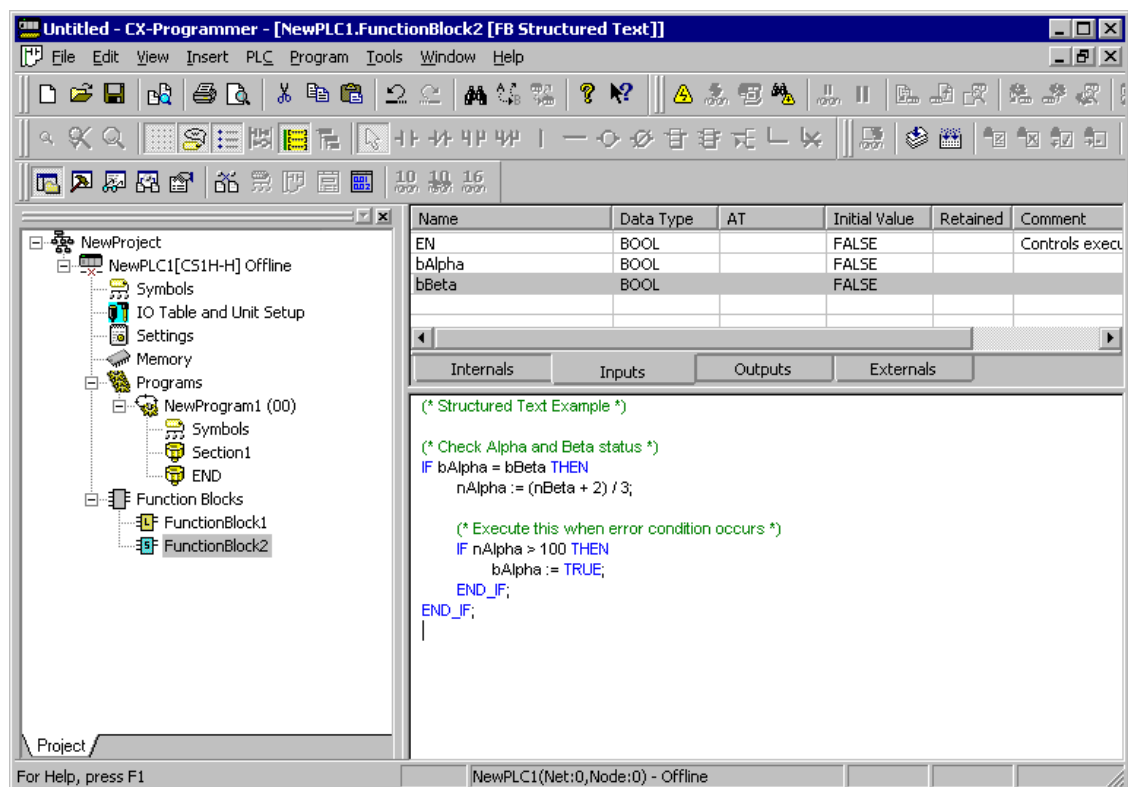 Untitled - CX-Programmer - [NewPLC1.FunctionBlock2 [FB Structured Text]]
File Edit View Insert PLC Program Tools Window Help
10 10 16
NewProject
NewPLC1[CS1H-H] Offline
Symbols
IO Table and Unit Setup
Settings
Memory
Programs
NewProgram1 (00)
Symbols
Section1
END
Function Blocks
FunctionBlock1
FunctionBlock2
Project
Name Data Type AT Initial Value Retained Comment
EN BOOL FALSE Controls execu
bAlpha BOOL FALSE
bBeta BOOL FALSE
Internals Inputs Outputs Externals
(* Structured Text Example *)
(* Check Alpha and Beta status *)
IF bAlpha = bBeta THEN
nAlpha := (nBeta + 2) / 3;
(* Execute this when error condition occurs *)
IF nAlpha > 100 THEN
bAlpha := TRUE;
END_IF;
END_IF;
For Help, press F1 NewPLC1(Net:0,Node:0) - Offline